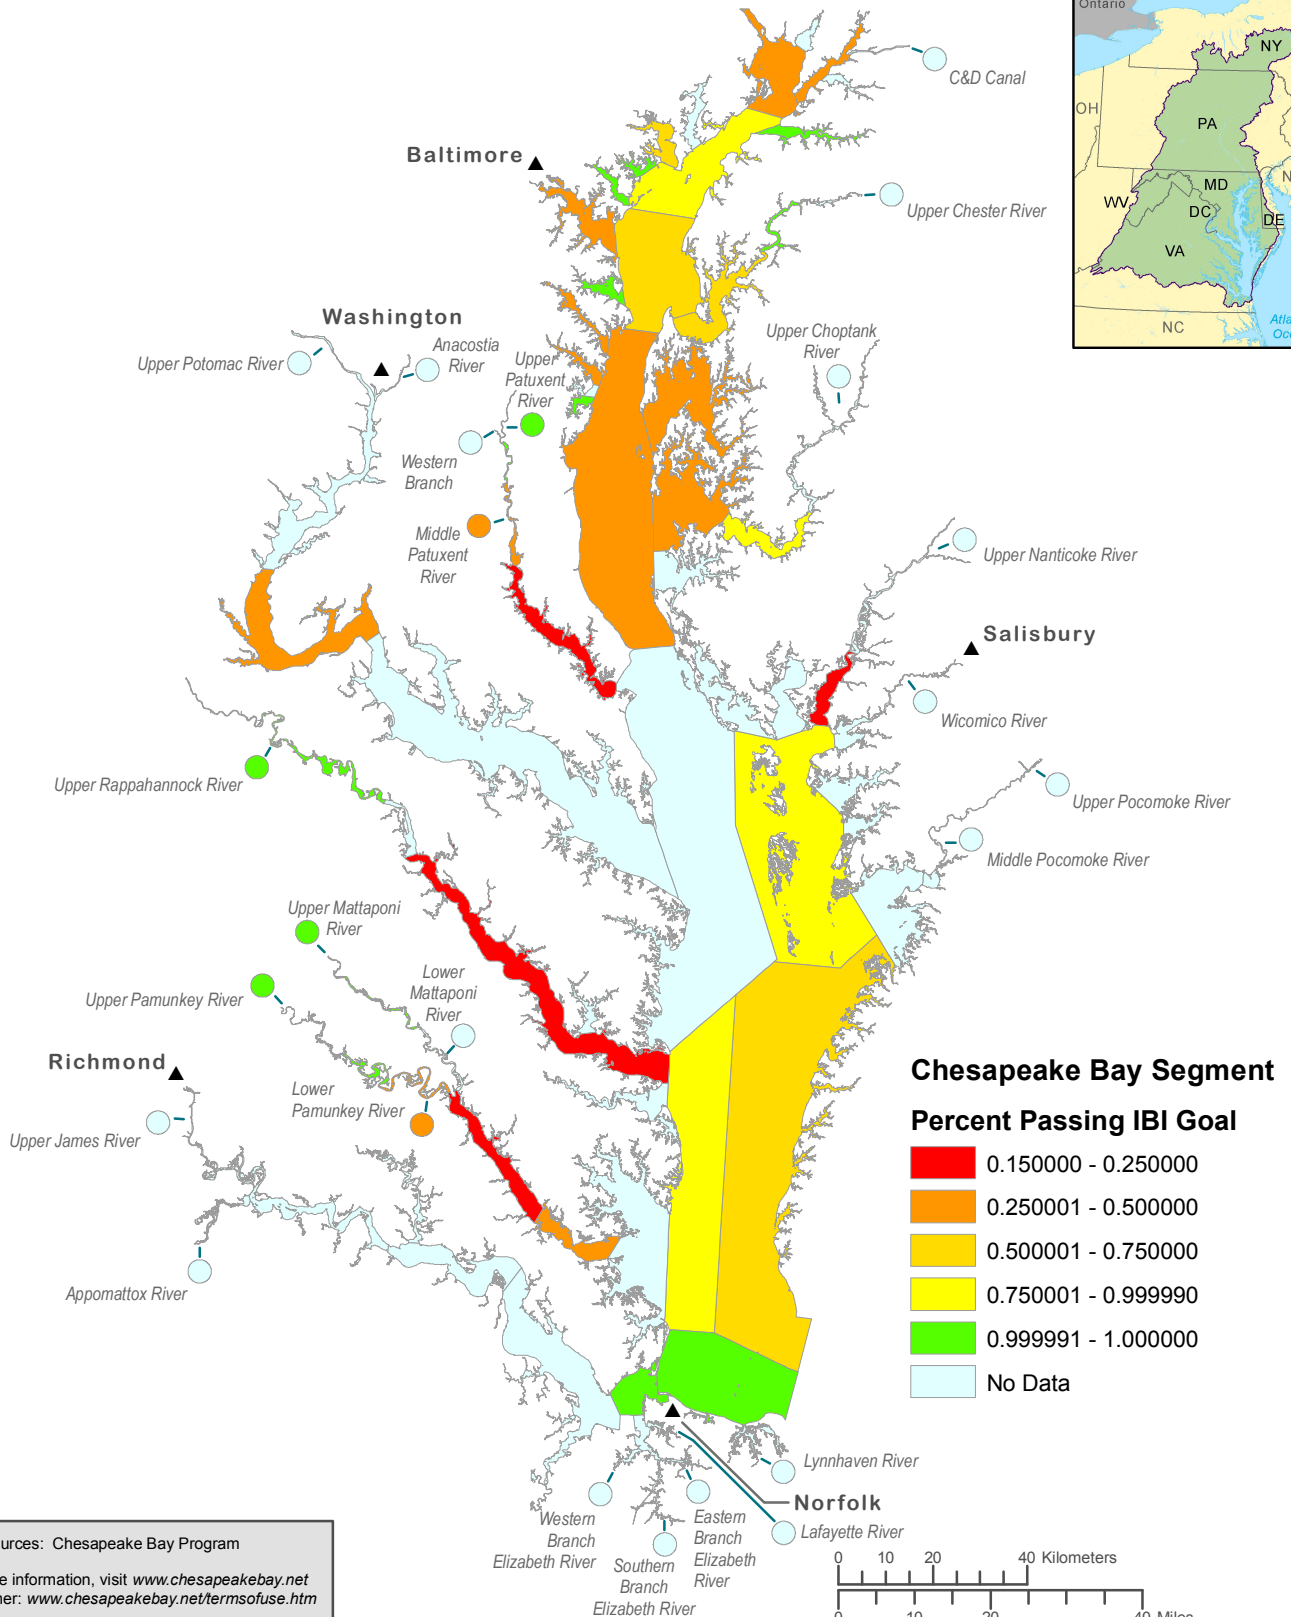 Ontario
NY
OH
PA
WV
MD
DC
DE
VA
NC
C&D Canal
Baltimore
Upper Chester River
Washington
Upper Potomac River
Anacostia
River
Upper
Patuxent
River
Upper Choptank
River
Western
Branch
Middle
Patuxent
River
Upper Nanticoke River
Salisbury
Wicomico River
Upper Rappahannock River
Upper Pocomoke River
Middle Pocomoke River
Upper Mattaponi
River
Upper Pamunkey River
Lower
Mattaponi
River
Richmond
Lower
Pamunkey River
Upper James River
Appomattox River
Chesapeake Bay Segment
Percent Passing IBI Goal
0.150000 - 0.250000
0.250001 - 0.500000
0.500001 - 0.750000
0.750001 - 0.999990
0.999991 - 1.000000
No Data
Lynnhaven River
Norfolk
Lafayette River
Western
Branch
Elizabeth River
Southern
Branch
Elizabeth River
Eastern
Branch
Elizabeth
River
urces: Chesapeake Bay Program
e information, visit www.chesapeakebay.net
mer: www.chesapeakebay.net/termsofuse.htm
0 10 20 40 Kilometers
0 10 20 40 Miles